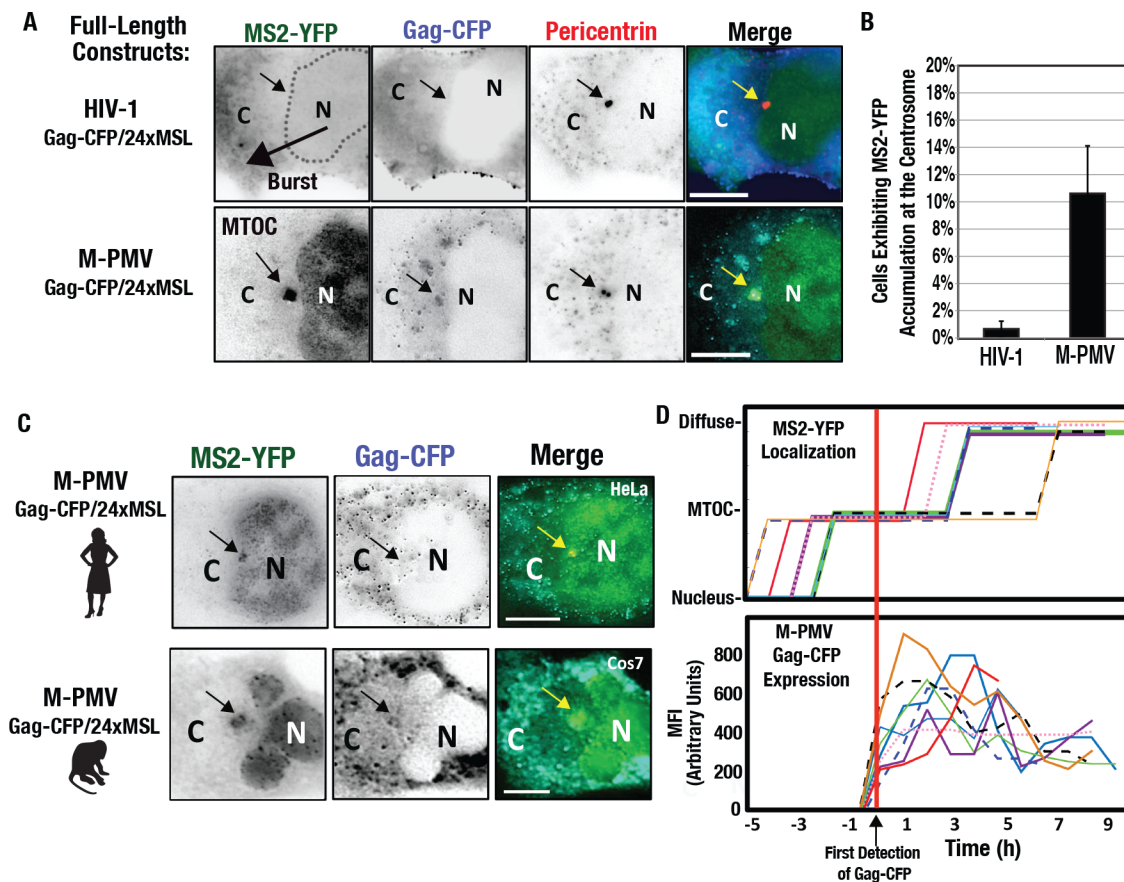 A
Full-Length
Constructs:
MS2-YFP
Gag-CFP
Pericentrin
Merge
HIV-1
Gag-CFP/24xMSL
C
N
Burst
C
N
C
N
C
N
M-PMV
Gag-CFP/24xMSL
MTOC
C
N
C
N
C
N
C
N
B
Cells Exhibiting MS2-YFP
Accumulation at the Centrosome
20%
18%
16%
14%
12%
10%
8%
6%
4%
2%
0%
HIV-1
M-PMV
C
MS2-YFP
Gag-CFP
Merge
M-PMV
Gag-CFP/24xMSL
C
N
C
N
HeLa
C
N
M-PMV
Gag-CFP/24xMSL
C
N
C
N
Cos7
C
N
D
Diffuse-
MTOC-
Nucleus-
MS2-YFP
Localization
M-PMV
Gag-CFP
Expression
MFI
(Arbitrary Units)
800
600
400
200
0
-5
-3
-1
1
3
5
7
9
First Detection
of Gag-CFP
Time (h)